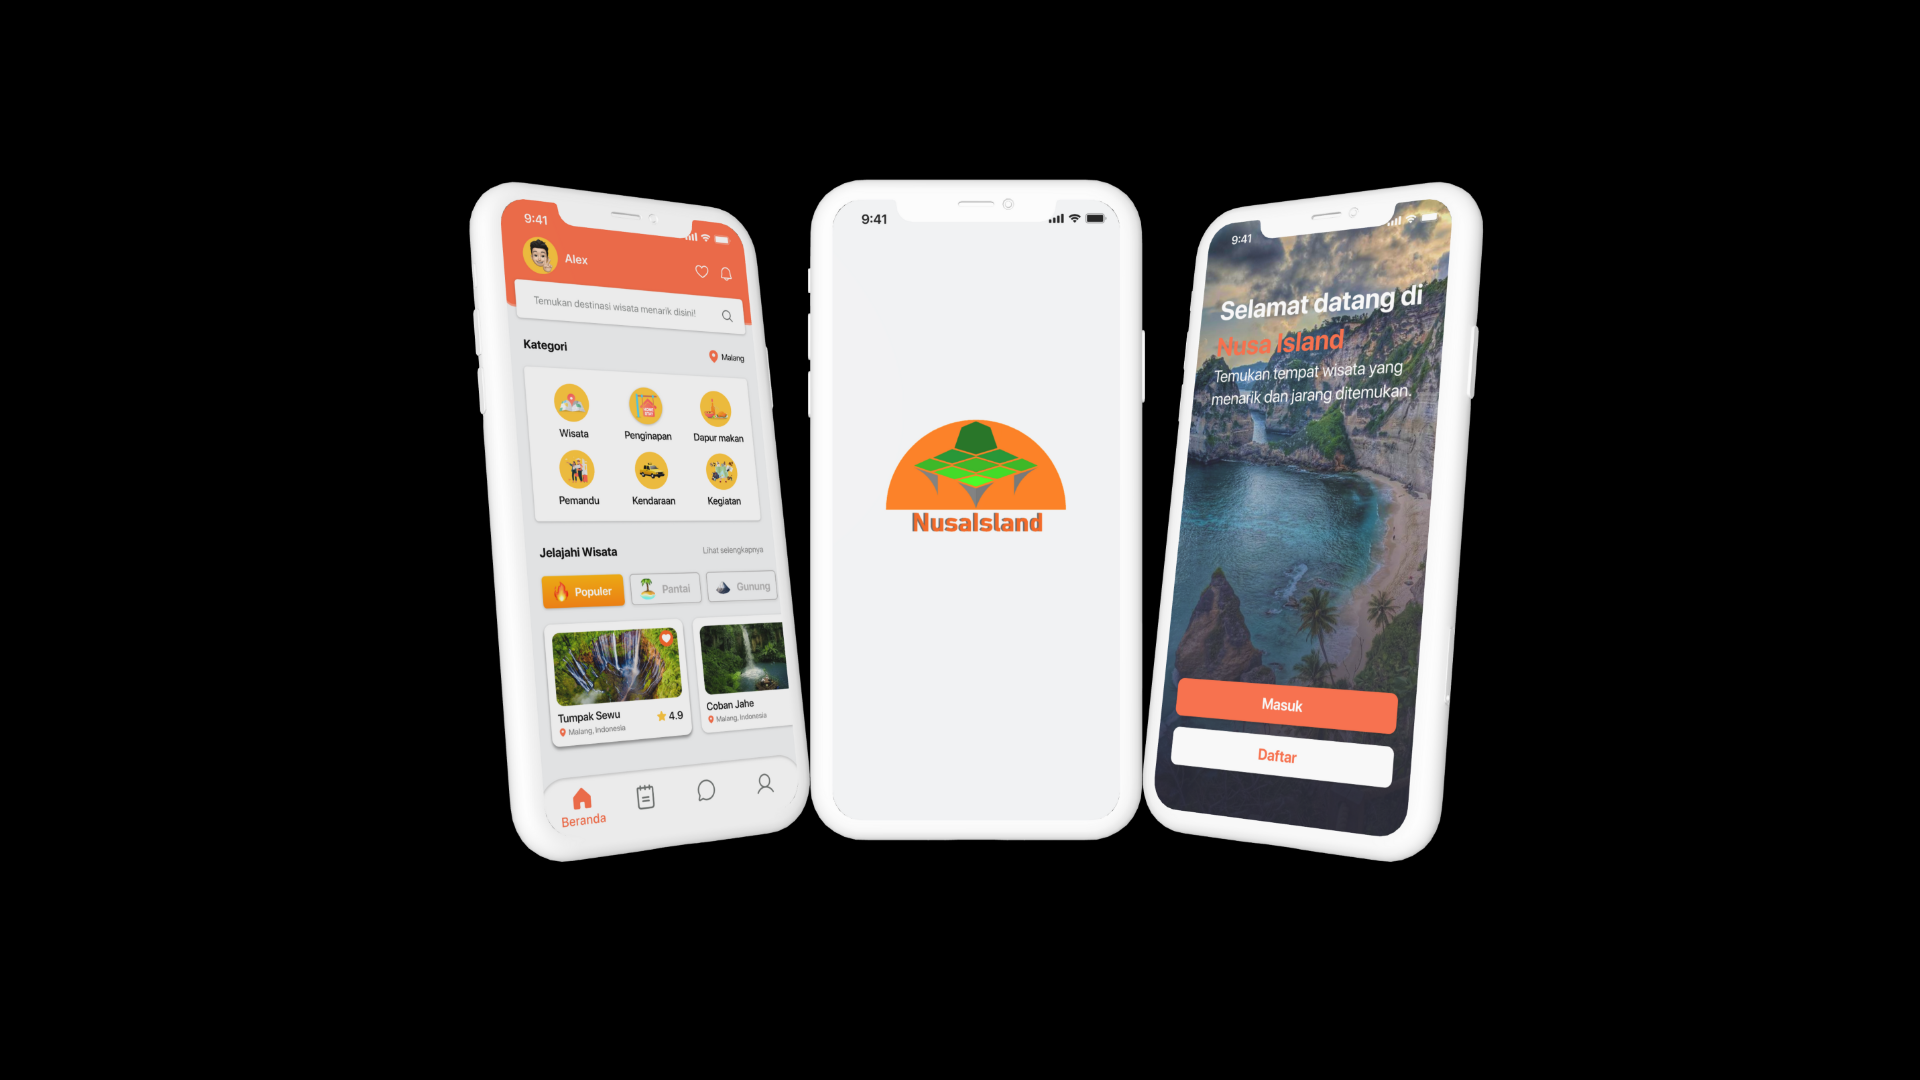 9:41
Alex
Temukan destinasi wisata menarik disini!
Kategori
Malang
Wisata
Penginapan
Dapur makan
Pemandu
Kendaraan
Kegiatan
Jelajahi Wisata
Lihat selengkapnya
Populer
Pantai
Gunung
Tumpak Sewu
4.9
Malang, Indonesia
Coban Jahe
Malang, Indonesia
Beranda
9:41
NusaIsland
9:41
Selamat datang di
Nusa Island
Temukan tempat wisata yang
menarik dan jarang ditemukan.
Masuk
Daftar